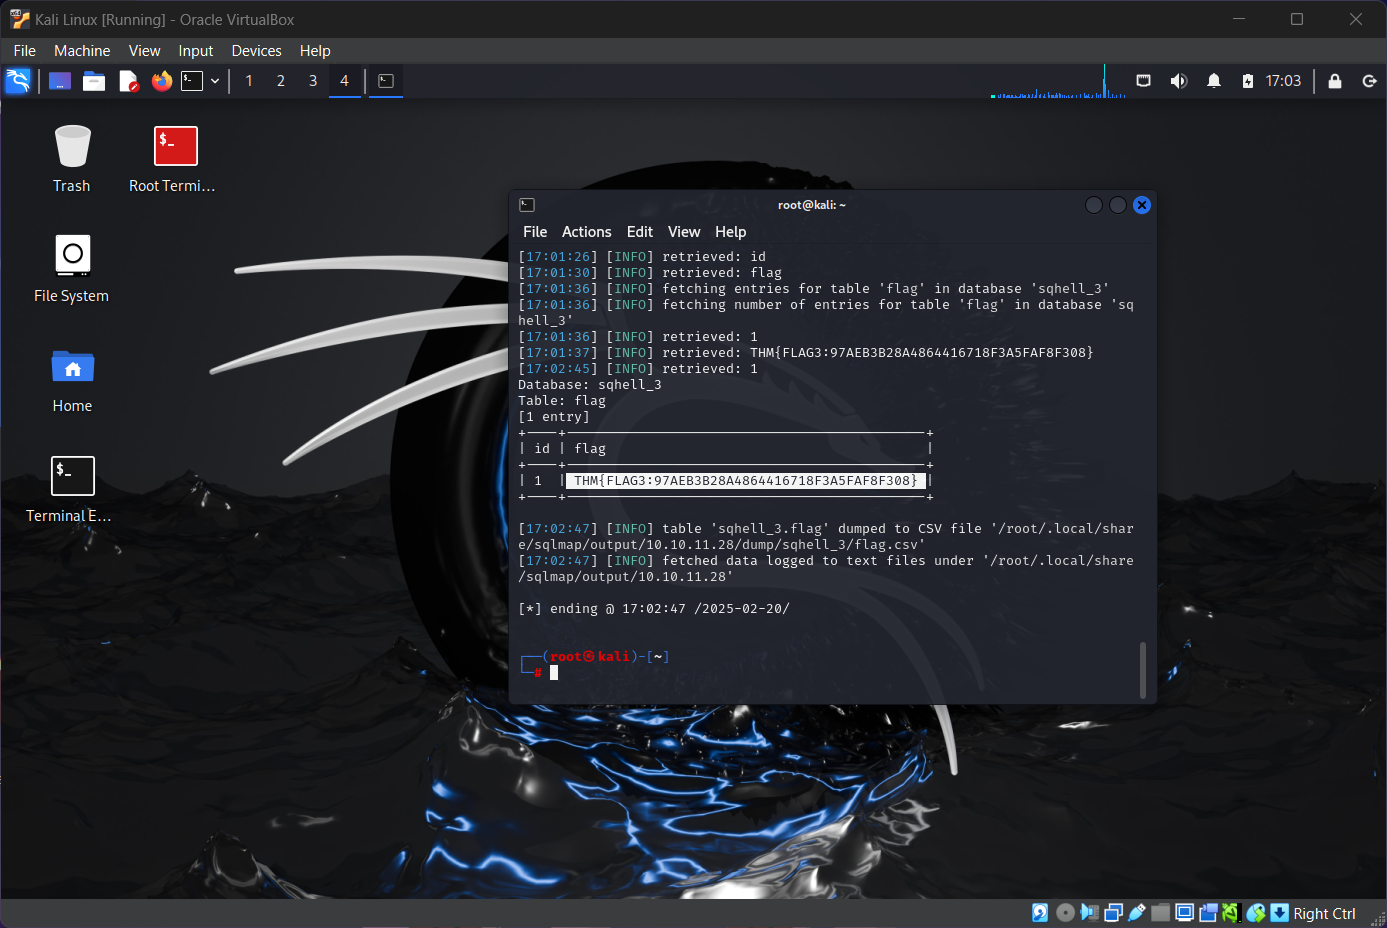 Kali Linux [Running] - Oracle VirtualBox
File Machine View Input Devices Help
1 2 3 4 17:03
Trash
Root Termi...
File System
Home
$_
Terminal E...
root@kali: ~
File Actions Edit View Help
[17:01:26] [INFO] retrieved: id
[17:01:30] [INFO] retrieved: flag
[17:01:36] [INFO] fetching entries for table 'flag' in database 'sqhell_3'
[17:01:36] [INFO] fetching number of entries for table 'flag' in database 'sq
hell_3'
[17:01:36] [INFO] retrieved: 1
[17:01:37] [INFO] retrieved: THM{FLAG3:97AEB3B28A4864416718F3A5FAF8F308}
[17:02:45] [INFO] retrieved: 1
Database: sqhell_3
Table: flag
[1 entry]
+----+---------------------------------------------+
| id | flag |
+----+---------------------------------------------+
| 1 | THM{FLAG3:97AEB3B28A4864416718F3A5FAF8F308} |
+----+---------------------------------------------+
[17:02:47] [INFO] table 'sqhell_3.flag' dumped to CSV file '/root/.local/shar
e/sqlmap/output/10.10.11.28/dump/sqhell_3/flag.csv'
[17:02:47] [INFO] fetched data logged to text files under '/root/.local/share
/sqlmap/output/10.10.11.28'
[*] ending @ 17:02:47 /2025-02-20/
┌──(root㉿kali)-[~]
└─#
Right Ctrl